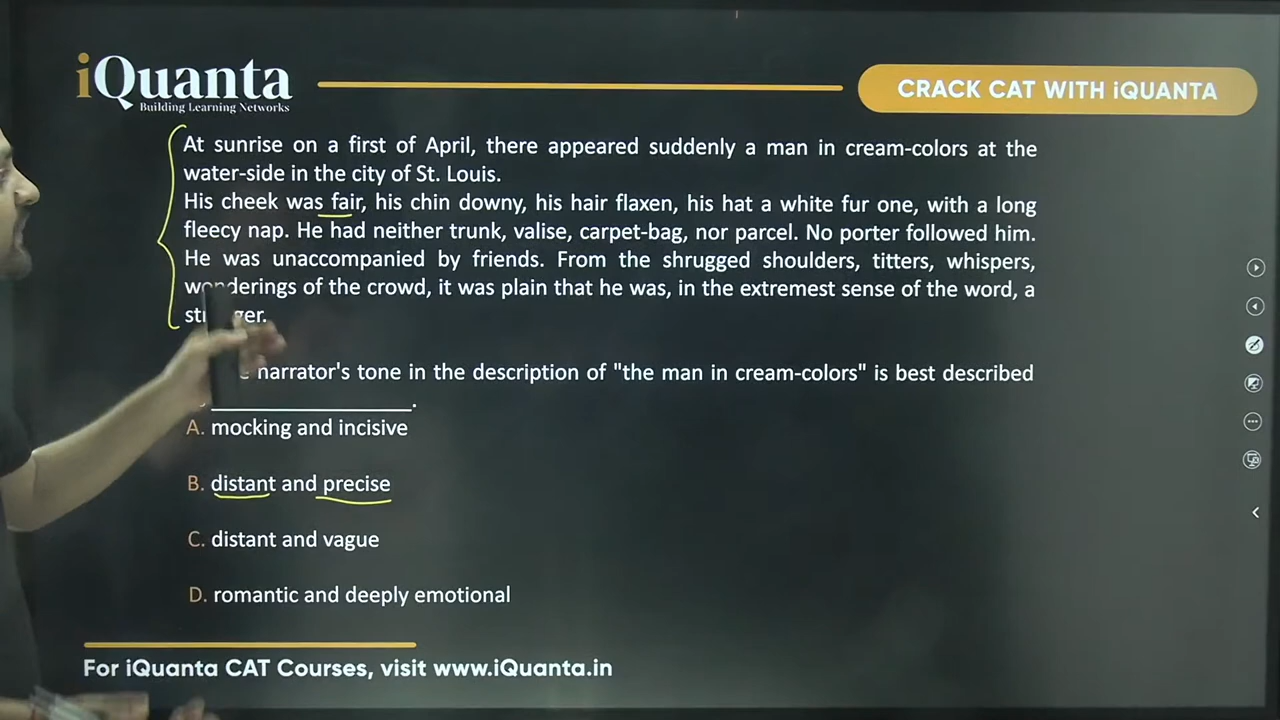 iQuanta
Building Learning Networks
CRACK CAT WITH iQUANTA
At sunrise on a first of April, there appeared suddenly a man in cream-colors at the
water-side in the city of St. Louis.
His cheek was fair, his chin downy, his hair flaxen, his hat a white fur one, with a long
fleecy nap. He had neither trunk, valise, carpet-bag, nor parcel. No porter followed him.
He was unaccompanied by friends. From the shrugged shoulders, titters, whispers,
wonderings of the crowd, it was plain that he was, in the extremest sense of the word, a
narrator's tone in the description of "the man in cream-colors" is best described
____________________.
A. mocking and incisive
B. distant and precise
C. distant and vague
D. romantic and deeply emotional
For iQuanta CAT Courses, visit www.iQuanta.in